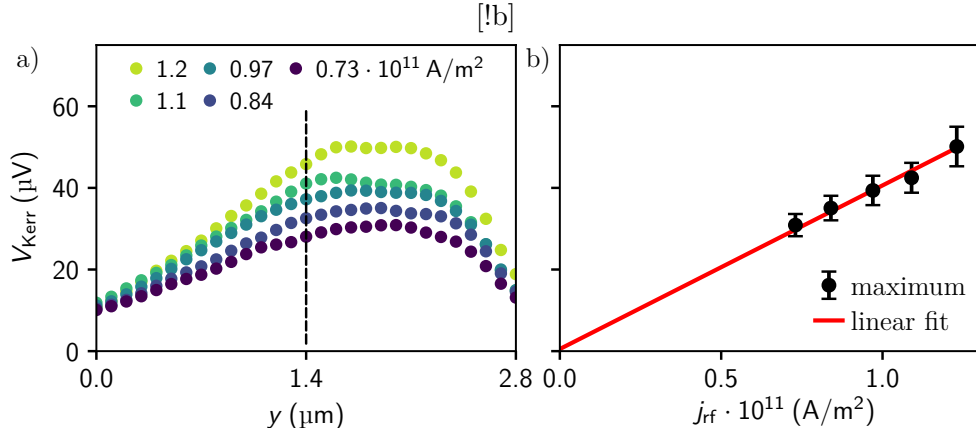 [!b]
a)
1.2
0.97
0.73 · 10¹¹ A/m²
1.1
0.84
60
40
20
0
V_Kerr (µV)
0.0
1.4
2.8
y (µm)
b)
maximum
linear fit
0
0.5
1.0
j_rf · 10¹¹ (A/m²)